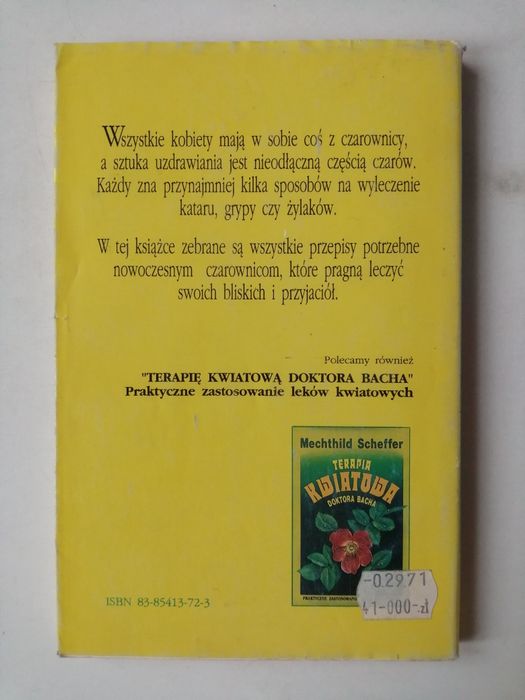 Wszystkie kobiety mają w sobie coś z czarownicy,
a sztuka uzdrawiania jest nieodłączną częścią czarów.
Każdy zna przynajmniej kilka sposobów na wyleczenie
kataru, grypy czy żylaków.
W tej książce zebrane są wszystkie przepisy potrzebne
nowoczesnym czarownicom, które pragną leczyć
swoich bliskich i przyjaciół.
Polecamy również
"TERAPIĘ KWIATOWĄ DOKTORA BACHA"
Praktyczne zastosowanie leków kwiatowych
Mechthild Scheffer
TERAPIA
KWIATOWA
DOKTORA BACHA
PRAKTYCZNE ZASTOSOWANIE
-02971
41-000-zł
ISBN 83-85413-72-3